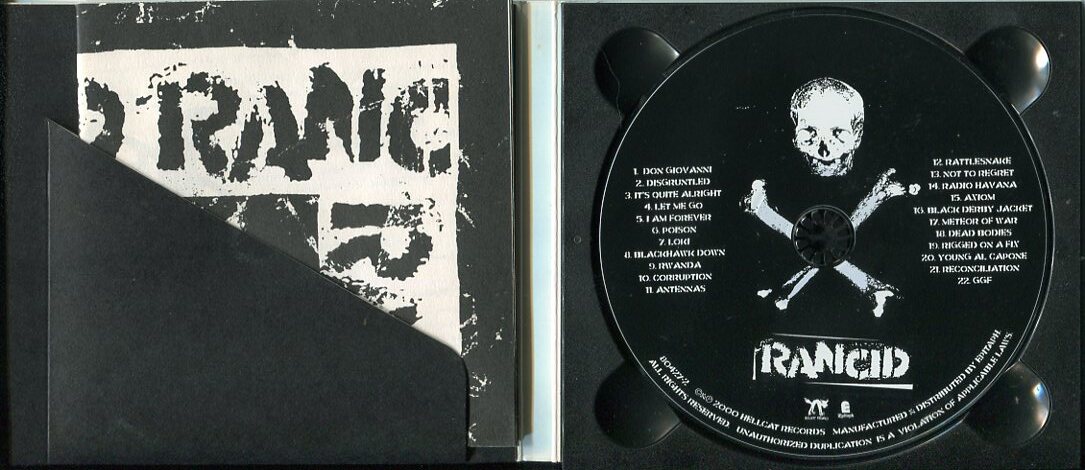 RANCI
1. DON GIOVANNI
2. DISGRUNTLED
3. IT'S QUITE ALRIGHT
4. LET ME GO
5. I AM FOREVER
6. POISON
7. LOKI
8. BLACKHAWK DOWN
9. RWANDA
10. CORRUPTION
11. ANTENNAS
12. RATTLESNAKE
13. NOT TO REGRET
14. RADIO HAVANA
15. AXIOM
16. BLACK DERBY JACKET
17. METEOR OF WAR
18. DEAD BODIES
19. RIGGED ON A FIX
20. YOUNG AL CAPONE
21. RECONCILIATION
22. GGF
RANCID
80427-2 ©℗ 2000 HELLCAT RECORDS MANUFACTURED & DISTRIBUTED BY EPITAPH
ALL RIGHTS RESERVED. UNAUTHORIZED DUPLICATION IS A VIOLATION OF APPLICABLE LAWS